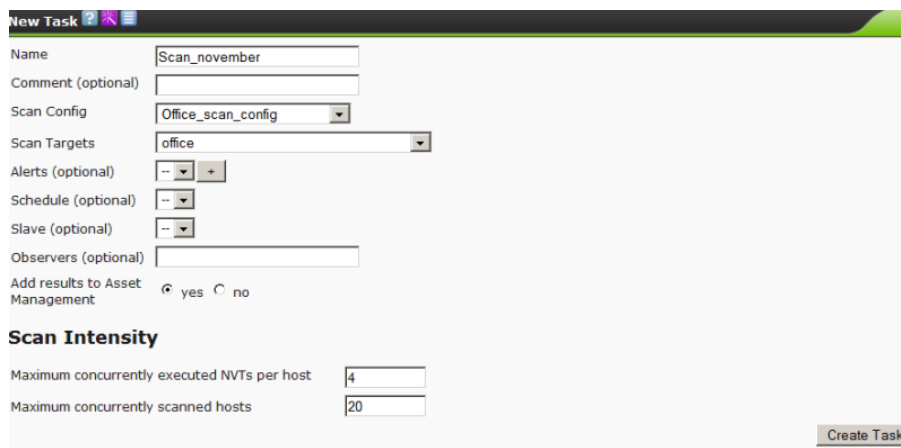 New Task ?
Name Scan_november
Comment (optional)
Scan Config Office_scan_config
Scan Targets office
Alerts (optional) -- +
Schedule (optional) --
Slave (optional) --
Observers (optional)
Add results to Asset
Management yes no
Scan Intensity
Maximum concurrently executed NVTs per host 4
Maximum concurrently scanned hosts 20
Create Task